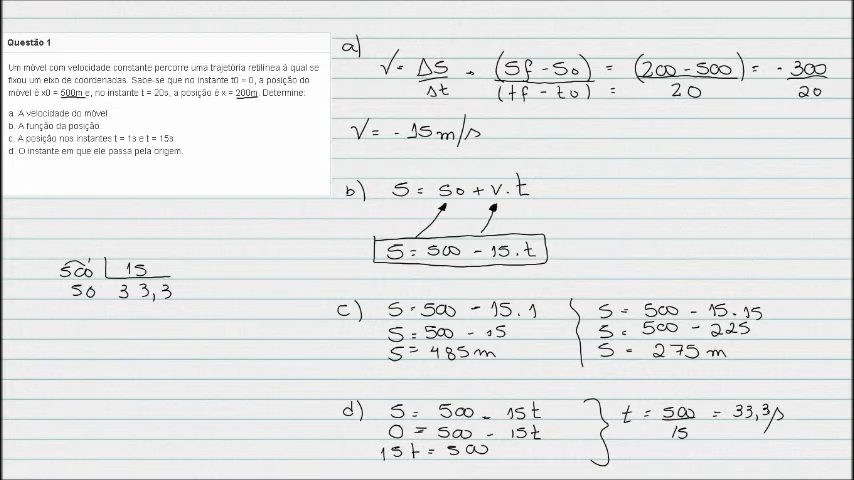 Questão 1
Um móvel com velocidade constante percorre uma trajetória retilínea à qual se
fixou um eixo de coordenadas. Sabe-se que no instante t0 = 0, a posição do
móvel é x0 = 500m e, no instante t = 20s, a posição é x = 200m. Determine:
a. A velocidade do móvel.
b. A função da posição.
c. A posição nos instantes t = 1s e t = 15s.
d. O instante em que ele passa pela origem.
a)
V = ΔS / Δt = (Sf - S0) / (tf - t0) = (200 - 500) / 20 = - 300 / 20
V = - 15 m/s
b) S = S0 + V . t
S = 500 - 15 . t
500 | 15
50 33,3
c) S = 500 - 15 . 1
S = 500 - 15
S = 485 m
S = 500 - 15 . 15
S = 500 - 225
S = 275 m
d) S = 500 - 15t
0 = 500 - 15t
15t = 500
t = 500 / 15 = 33,3 s